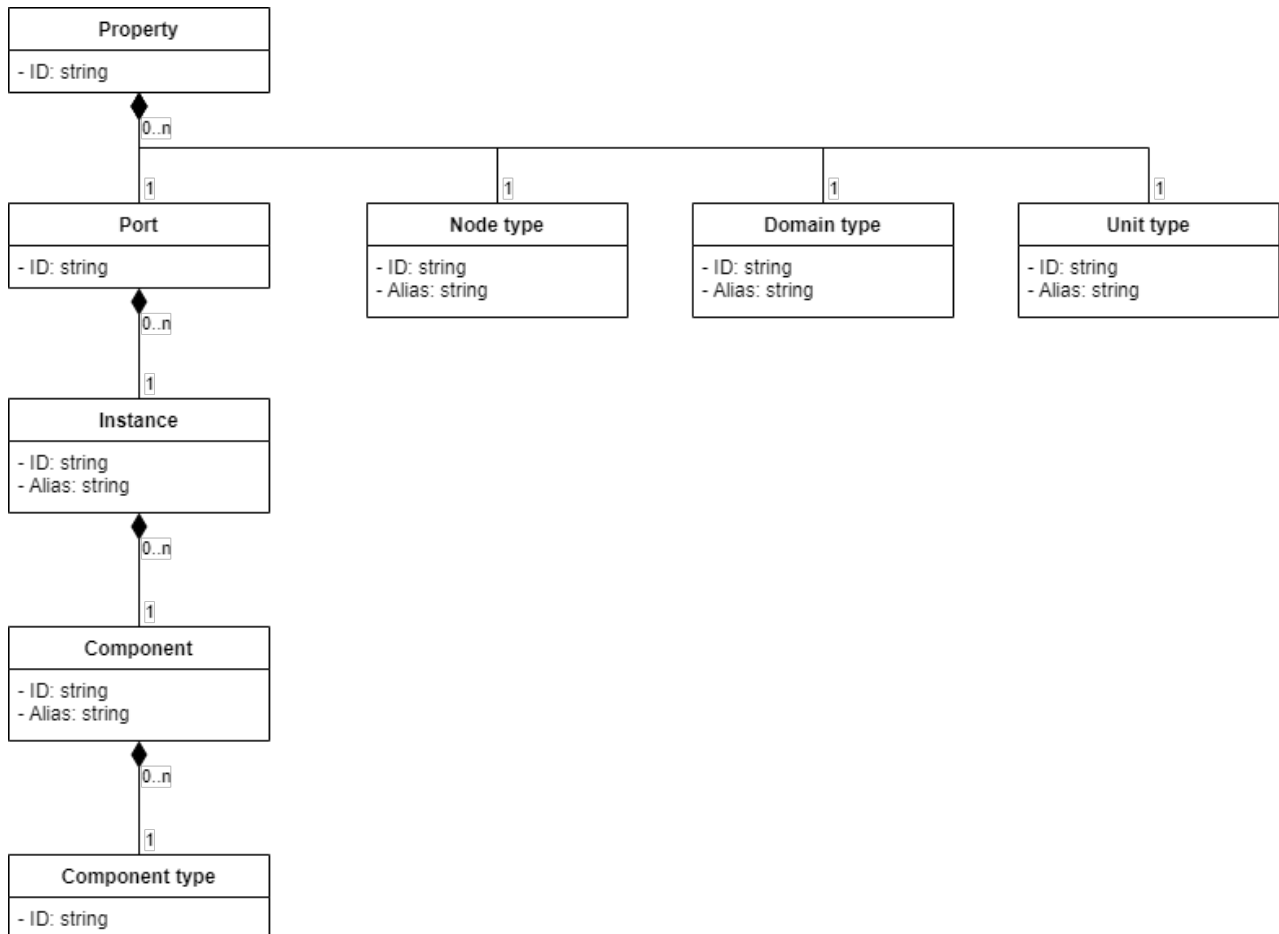 Property
- ID: string
0..n
1
1
1
1
Port
Node type
Domain type
Unit type
- ID: string
- ID: string
- Alias: string
- ID: string
- Alias: string
- ID: string
- Alias: string
0..n
1
Instance
- ID: string
- Alias: string
0..n
1
Component
- ID: string
- Alias: string
0..n
1
Component type
- ID: string